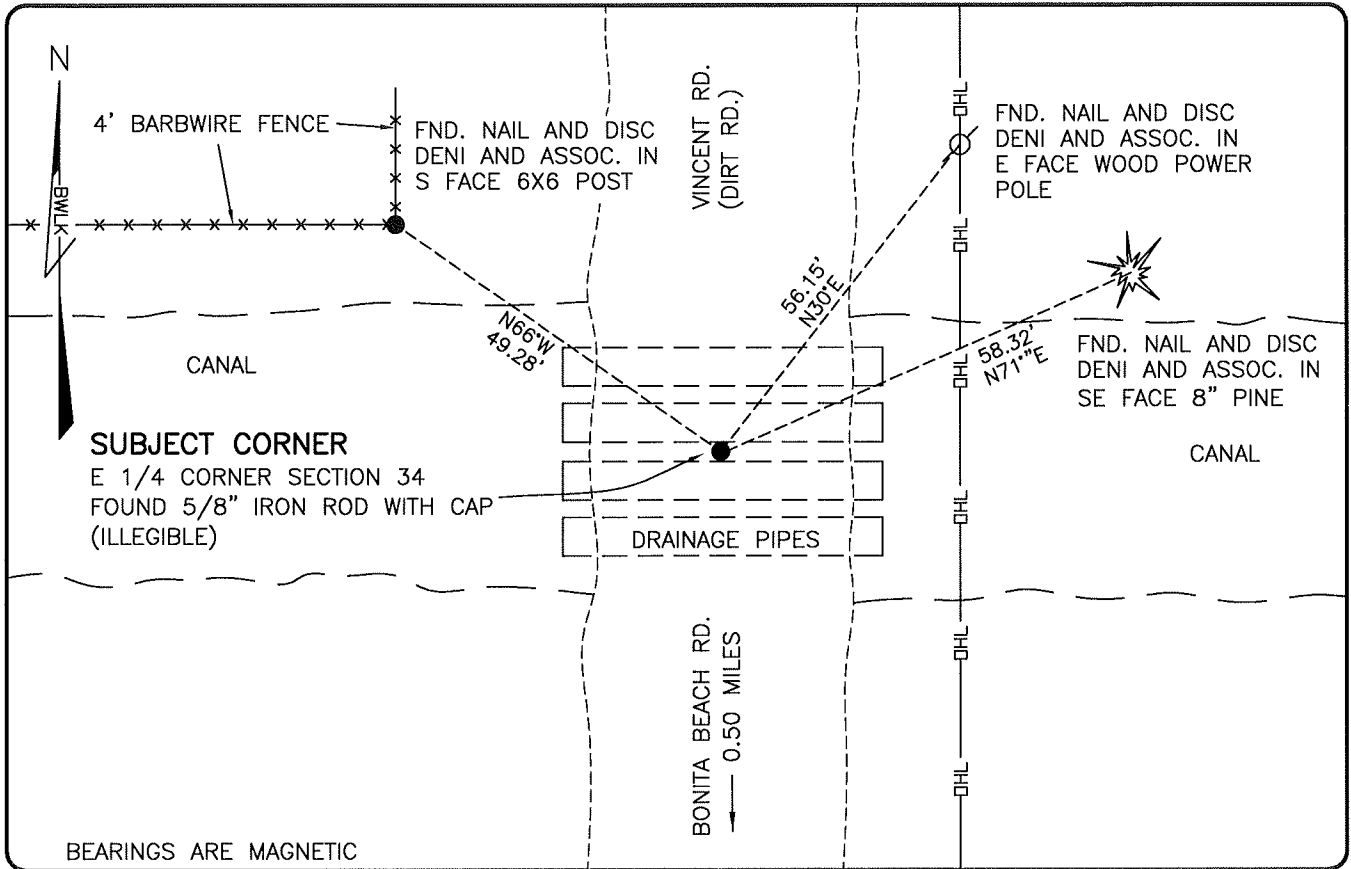 N
BWLK
4' BARBWIRE FENCE
FND. NAIL AND DISC
DENI AND ASSOC. IN
S FACE 6X6 POST
VINCENT RD.
(DIRT RD.)
OHL
FND. NAIL AND DISC
DENI AND ASSOC. IN
E FACE WOOD POWER
POLE
OHL
56.15'
N30°E
N66°W
49.28'
CANAL
58.32'
N71°"E
OHL
FND. NAIL AND DISC
DENI AND ASSOC. IN
SE FACE 8" PINE
CANAL
SUBJECT CORNER
E 1/4 CORNER SECTION 34
FOUND 5/8" IRON ROD WITH CAP
(ILLEGIBLE)
DRAINAGE PIPES
OHL
OHL
BONITA BEACH RD.
0.50 MILES
OHL
BEARINGS ARE MAGNETIC